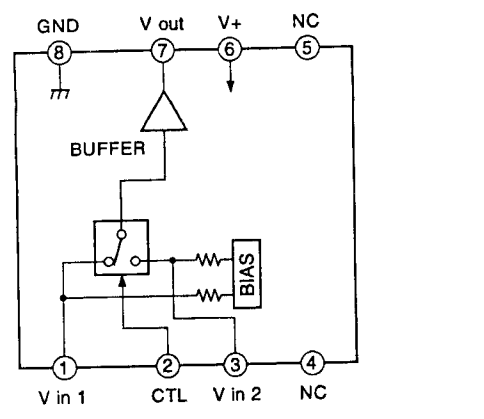 GND V out V+ NC
8 7 6 5
BUFFER
BIAS
1 2 3 4
V in 1 CTL V in 2 NC